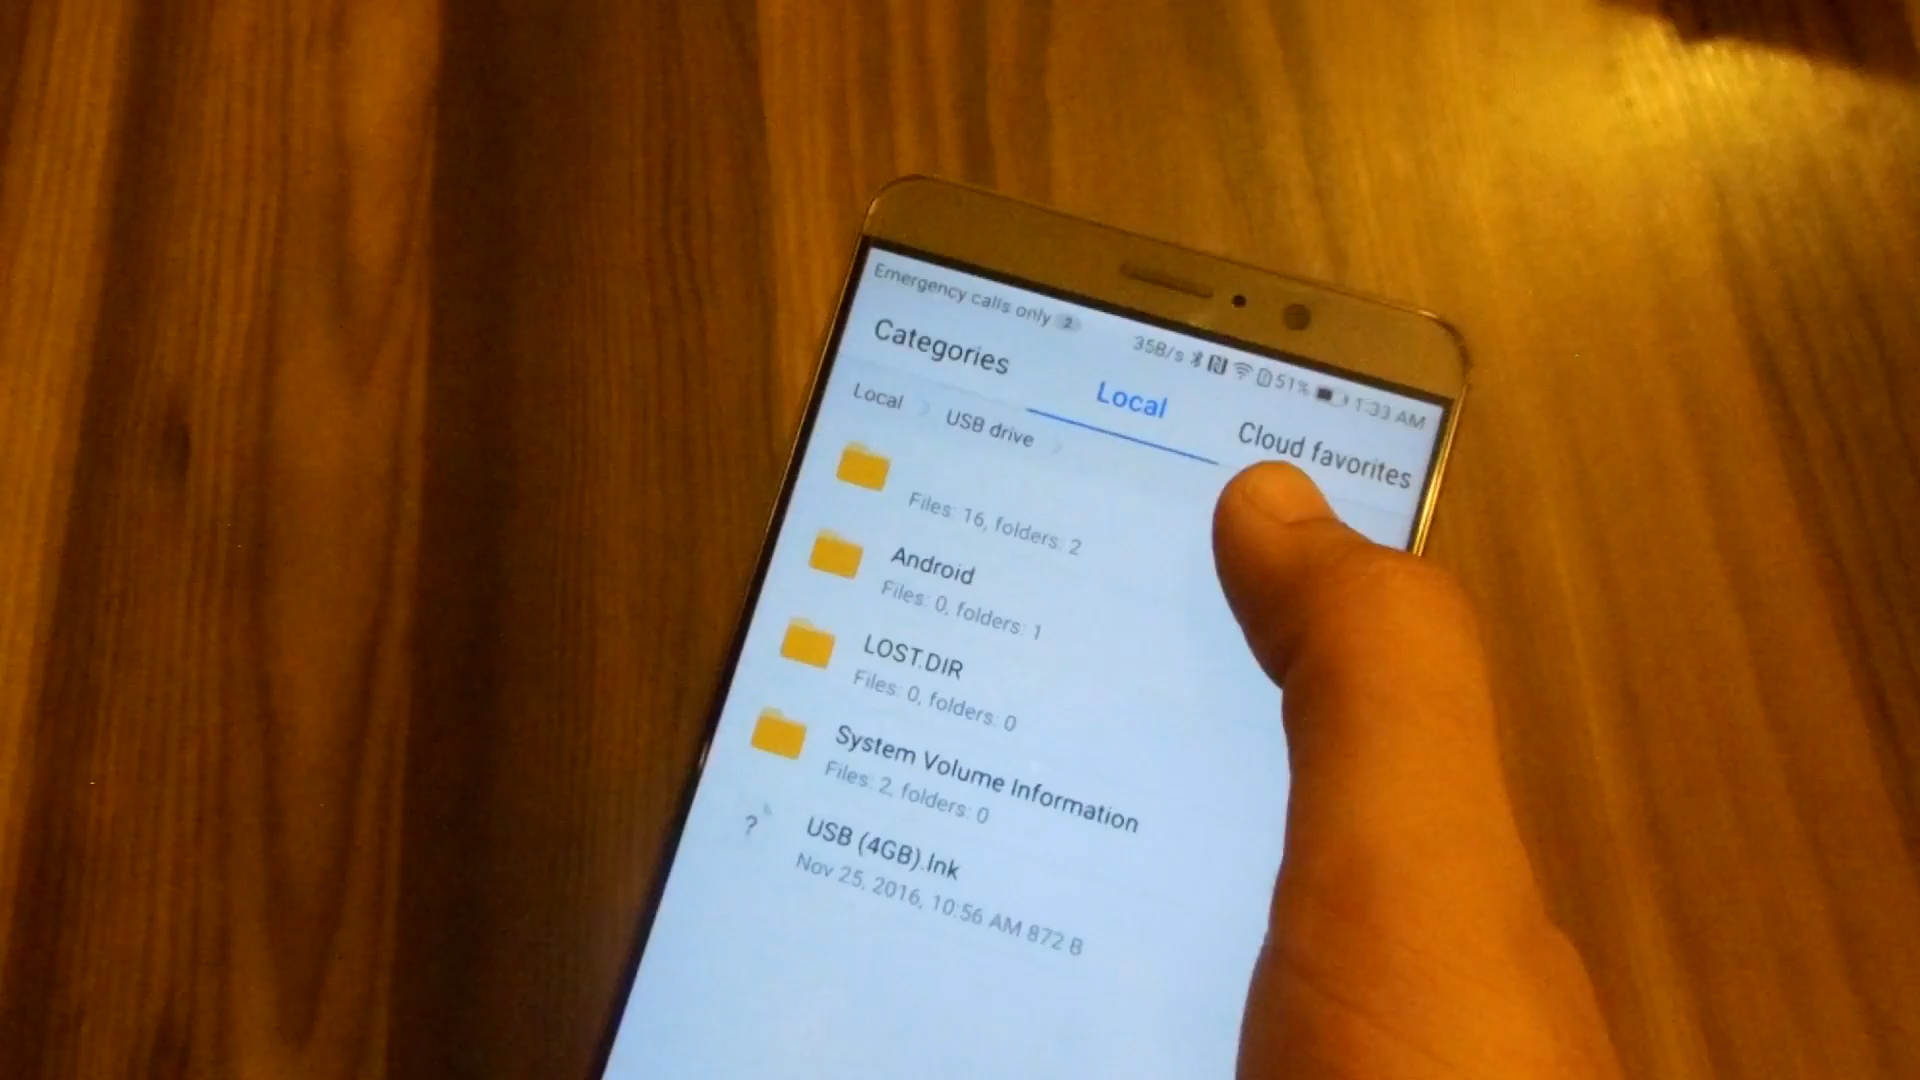 Emergency calls only 2
35B/s 51% 1:33 AM
Categories Local Cloud favorites
Local USB drive
Files: 16, folders: 2
Android
Files: 0, folders: 1
LOST.DIR
Files: 0, folders: 0
System Volume Information
Files: 2, folders: 0
? USB (4GB).lnk
Nov 25, 2016, 10:56 AM 872 B